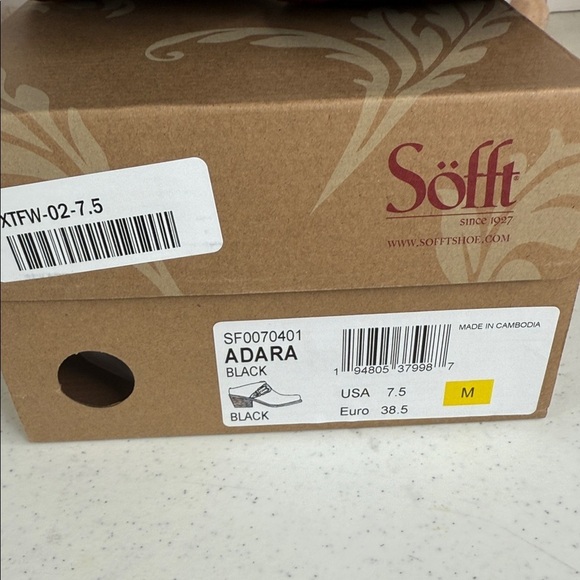 Söfft
since 1927
WWW.SOFFTSHOE.COM
XTFW-02-7.5
SF0070401
ADARA
BLACK
BLACK
1 94805 37998 7
USA 7.5 M
Euro 38.5
MADE IN CAMBODIA